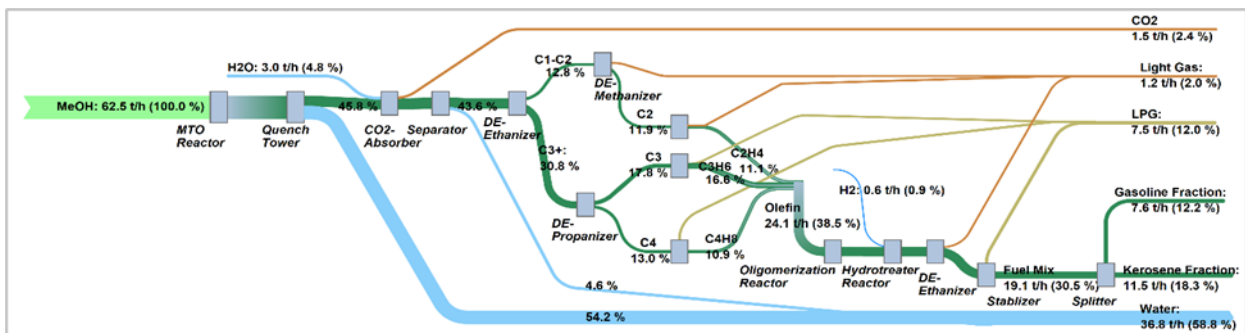 CO2
1.5 t/h (2.4 %)
C1-C2
12.8 %
H2O: 3.0 t/h (4.8 %)
DE-
Methanizer
Light Gas:
1.2 t/h (2.0 %)
MeOH: 62.5 t/h (100.0 %)
45.8 %
43.6 %
MTO
Reactor
Quench
Tower
CO2-
Absorber
Separator
DE-
Ethanizer
C2
11.9 %
LPG:
7.5 t/h (12.0 %)
C3+:
30.8 %
C3
17.8 %
C2H4
11.1 %
C3H6
16.6 %
H2: 0.6 t/h (0.9 %)
Gasoline Fraction:
7.6 t/h (12.2 %)
DE-
Propanizer
Olefin
24.1 t/h (38.5 %)
C4
13.0 %
C4H8
10.9 %
Oligomerization
Reactor
Hydrotreater
Reactor
DE-
Ethanizer
Stablizer
Fuel Mix
19.1 t/h (30.5 %)
Splitter
Kerosene Fraction:
11.5 t/h (18.3 %)
4.6 %
54.2 %
Water:
36.8 t/h (58.8 %)